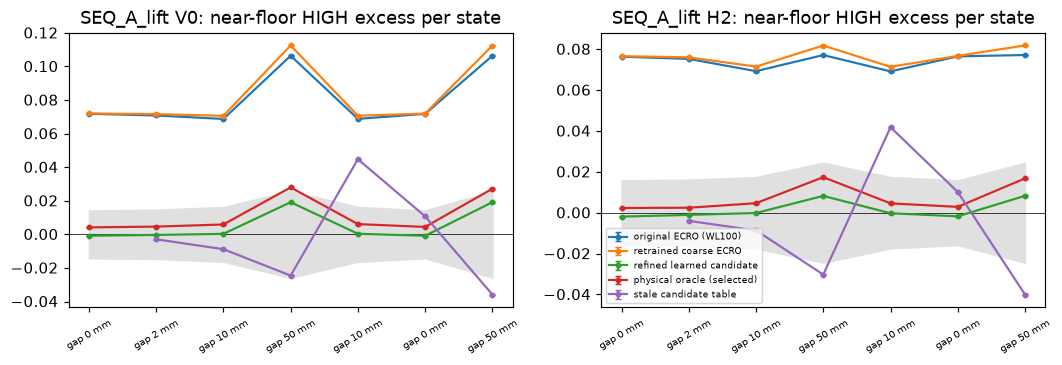 SEQ_A_lift V0: near-floor HIGH excess per state
0.12
0.10
0.08
0.06
0.04
0.02
0.00
−0.02
−0.04
gap 0 mm
gap 2 mm
gap 10 mm
gap 50 mm
gap 10 mm
gap 0 mm
gap 50 mm
SEQ_A_lift H2: near-floor HIGH excess per state
0.08
0.06
0.04
0.02
0.00
−0.02
−0.04
original ECRO (WL100)
retrained coarse ECRO
refined learned candidate
physical oracle (selected)
stale candidate table
gap 0 mm
gap 2 mm
gap 10 mm
gap 50 mm
gap 10 mm
gap 0 mm
gap 50 mm